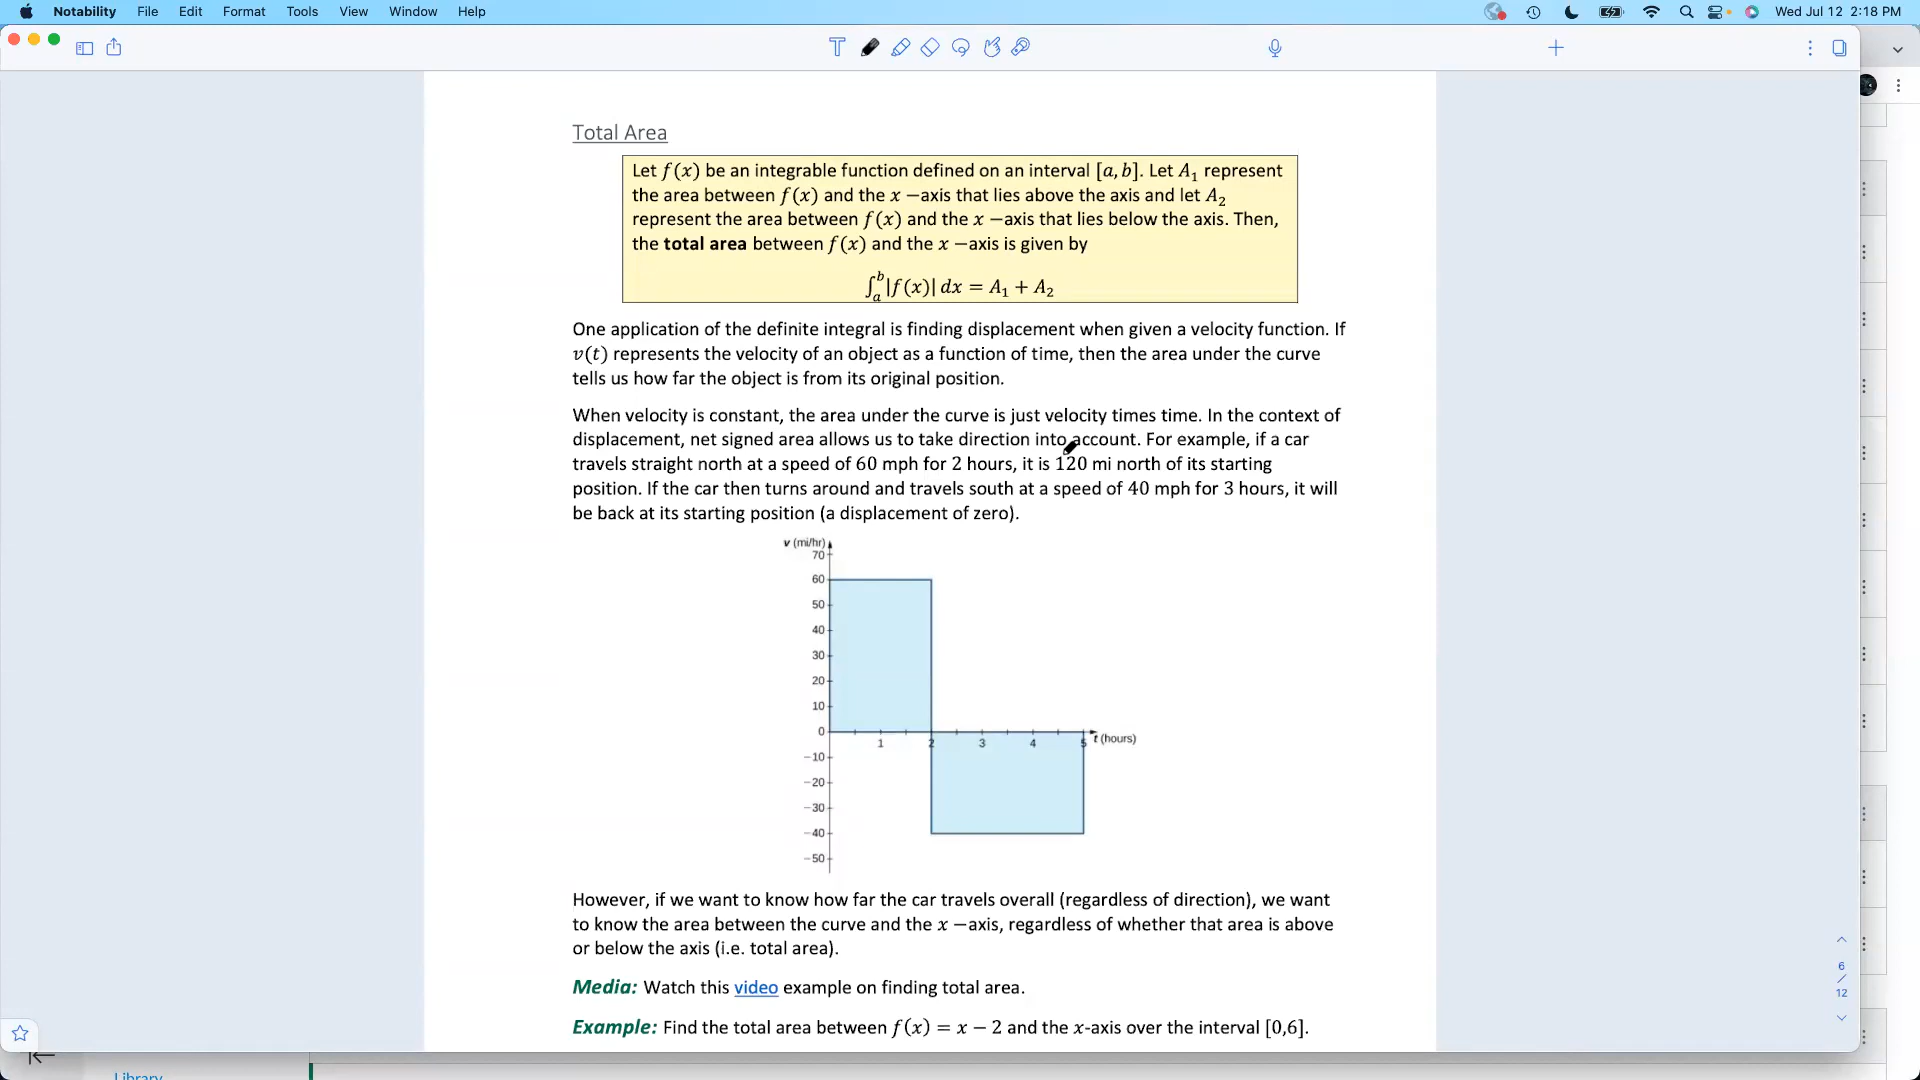 Notability File Edit Format Tools View Window Help Wed Jul 12 2:18 PM
Total Area
Let f(x) be an integrable function defined on an interval [a, b]. Let A₁ represent
the area between f(x) and the x −axis that lies above the axis and let A₂
represent the area between f(x) and the x −axis that lies below the axis. Then,
the total area between f(x) and the x −axis is given by
∫ₐᵇ|f(x)| dx = A₁ + A₂
One application of the definite integral is finding displacement when given a velocity function. If
v(t) represents the velocity of an object as a function of time, then the area under the curve
tells us how far the object is from its original position.
When velocity is constant, the area under the curve is just velocity times time. In the context of
displacement, net signed area allows us to take direction into account. For example, if a car
travels straight north at a speed of 60 mph for 2 hours, it is 120 mi north of its starting
position. If the car then turns around and travels south at a speed of 40 mph for 3 hours, it will
be back at its starting position (a displacement of zero).
v (mi/hr)
70
60
50
40
30
20
10
0
1 2 3 4 5 t (hours)
−10
−20
−30
−40
−50
However, if we want to know how far the car travels overall (regardless of direction), we want
to know the area between the curve and the x −axis, regardless of whether that area is above
or below the axis (i.e. total area).
Media: Watch this video example on finding total area.
Example: Find the total area between f(x) = x − 2 and the x-axis over the interval [0,6].
6
/
12
Library